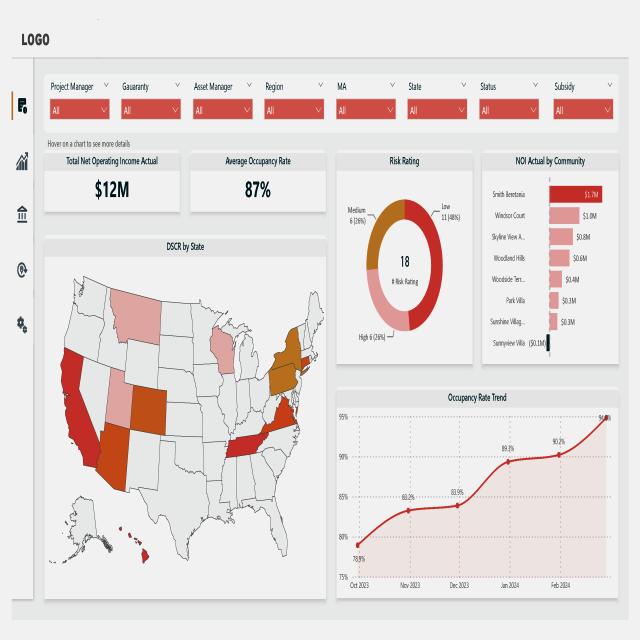 LOGO
Project Manager
Gauaranty
Asset Manager
Region
MA
State
Status
Subsidy
All
All
All
All
All
All
All
All
Hover on a chart to see more details
Total Net Operating Income Actual
$12M
Average Occupancy Rate
87%
Risk Rating
Medium
6 (26%)
Low
11 (48%)
18
# Risk Rating
High 6 (26%)
NOI Actual by Community
Smith Beretania
$1.7M
Windsor Court
$1.0M
Skyline View A...
$0.8M
Woodland Hills
$0.6M
Woodside Terr...
$0.4M
Park Villa
$0.3M
Sunshine Villag...
$0.3M
Sunnyview Villa
($0.1M)
DSCR by State
Occupancy Rate Trend
95%
90%
85%
80%
75%
78.9%
83.2%
83.9%
89.3%
90.2%
Oct 2023
Nov 2023
Dec 2023
Jan 2024
Feb 2024